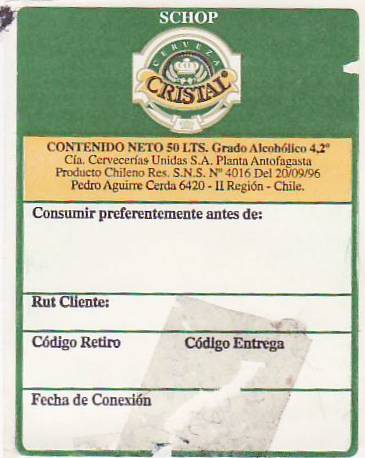 SCHOP
CERVEZA
CRISTAL
CONTENIDO NETO 50 LTS. Grado Alcohólico 4,2º
Cía. Cervecerías Unidas S.A. Planta Antofagasta
Producto Chileno Res. S.N.S. Nº 4016 Del 20/09/96
Pedro Aguirre Cerda 6420 - II Región - Chile.
Consumir preferentemente antes de:
Rut Cliente:
Código Retiro Código Entrega
Fecha de Conexión